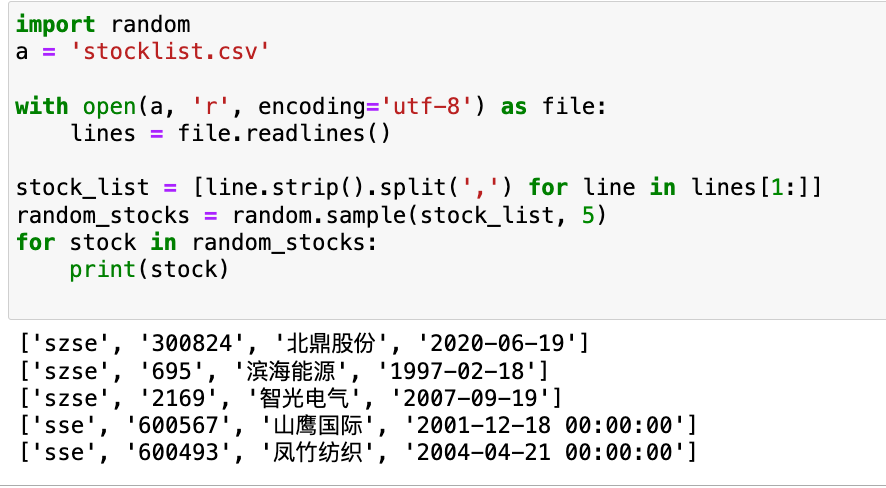 import random
a = 'stocklist.csv'
with open(a, 'r', encoding='utf-8') as file:
    lines = file.readlines()
stock_list = [line.strip().split(',') for line in lines[1:]]
random_stocks = random.sample(stock_list, 5)
for stock in random_stocks:
    print(stock)
['szse', '300824', '北鼎股份', '2020-06-19']
['szse', '695', '滨海能源', '1997-02-18']
['szse', '2169', '智光电气', '2007-09-19']
['sse', '600567', '山鹰国际', '2001-12-18 00:00:00']
['sse', '600493', '凤竹纺织', '2004-04-21 00:00:00']